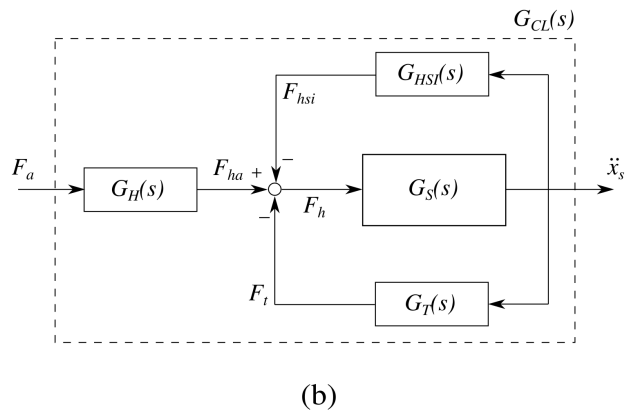 G_CL(s)
G_HSI(s)
F_hsi
−
F_a
G_H(s)
F_ha +
F_h
G_S(s)
ẍ_s
−
F_t
G_T(s)
(b)